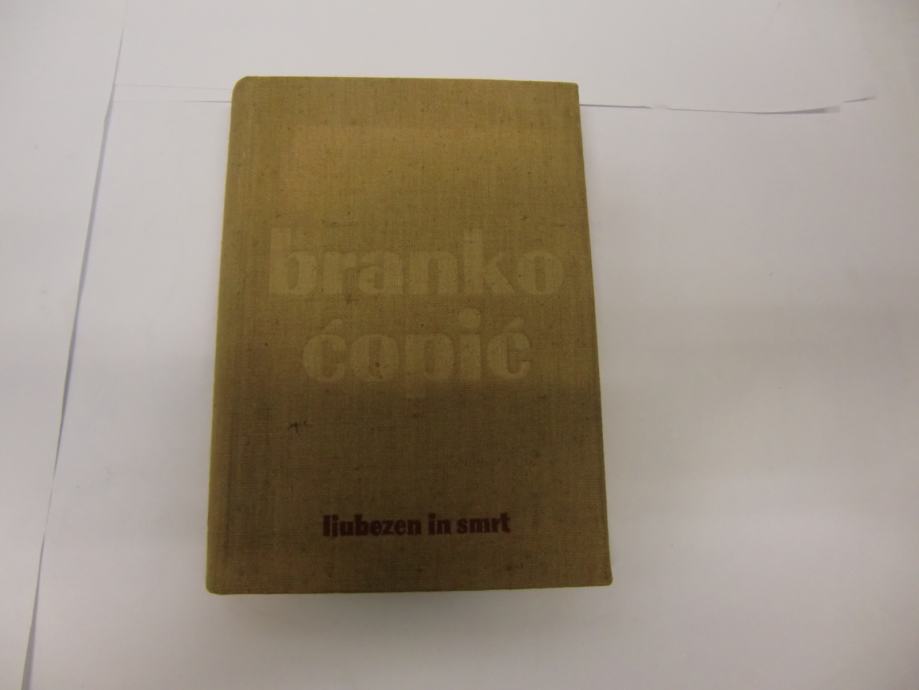 branko
ćopić
ljubezen in smrt